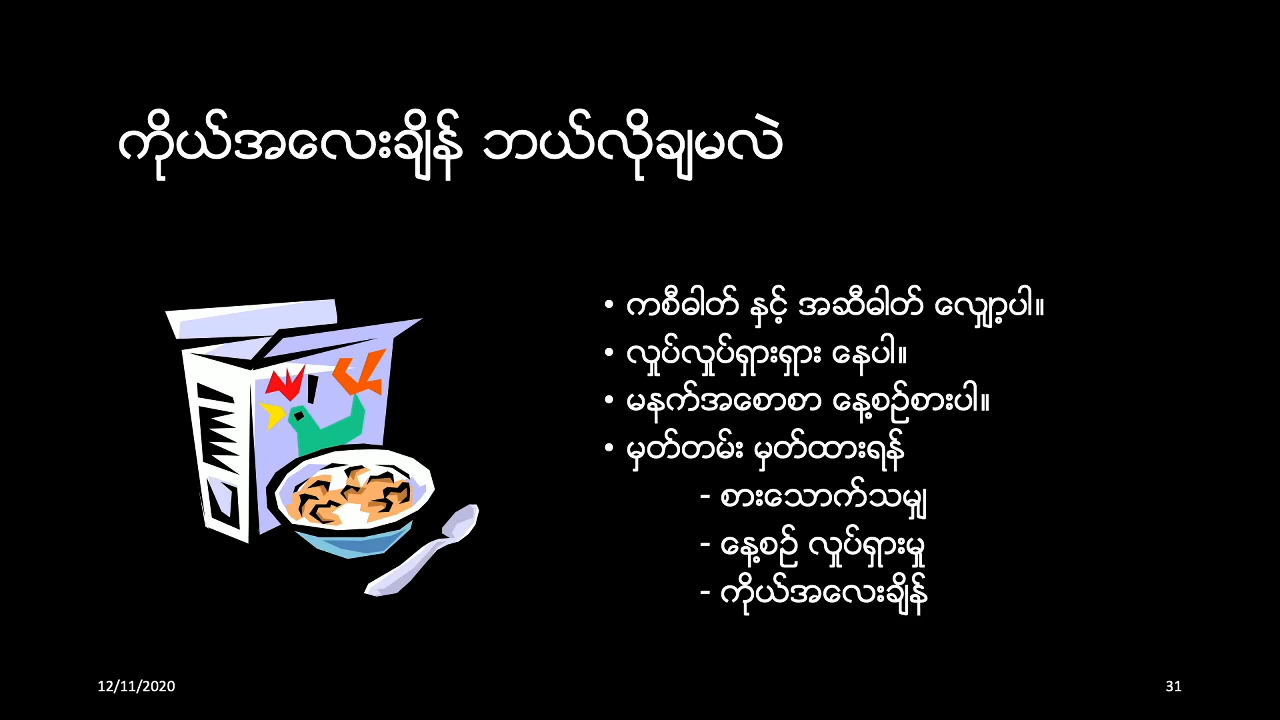 ကိုယ်အလေးချိန် ဘယ်လိုချမလဲ
• ကစီဓါတ် နှင့် အဆီဓါတ် လျှော့ပါ။
• လှုပ်လှုပ်ရှားရှား နေပါ။
• မနက်အစောစာ နေ့စဉ်စားပါ။
• မှတ်တမ်း မှတ်ထားရန်
- စားသောက်သမျှ
- နေ့စဉ် လှုပ်ရှားမှု
- ကိုယ်အလေးချိန်
12/11/2020
31